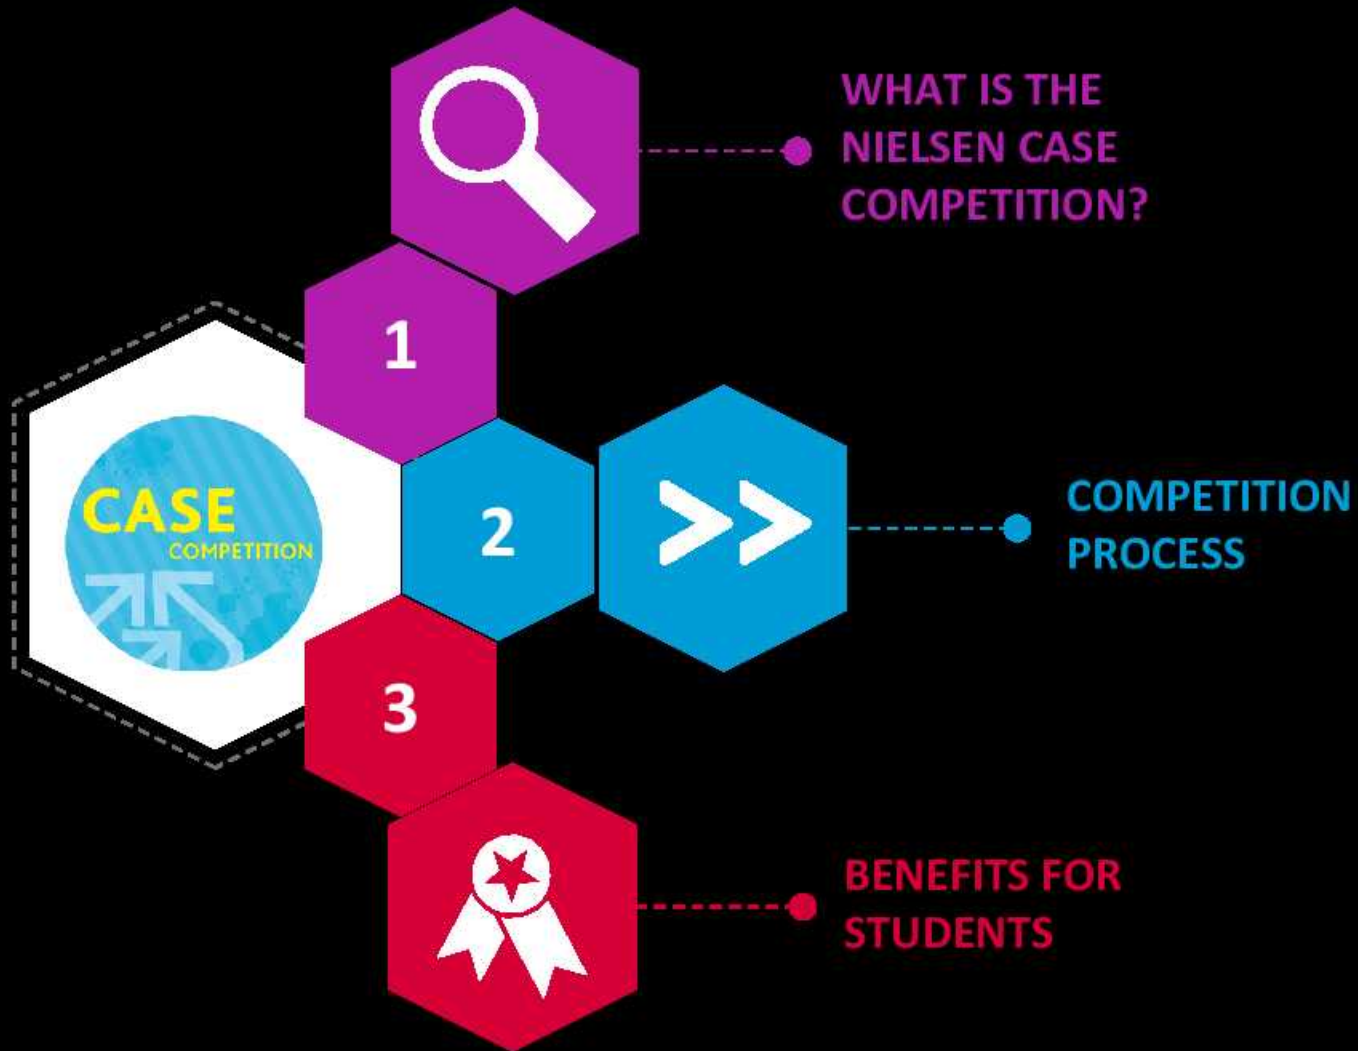 WHAT IS THE
NIELSEN CASE
COMPETITION?
1
CASE
COMPETITION
2
COMPETITION
PROCESS
3
BENEFITS FOR
STUDENTS